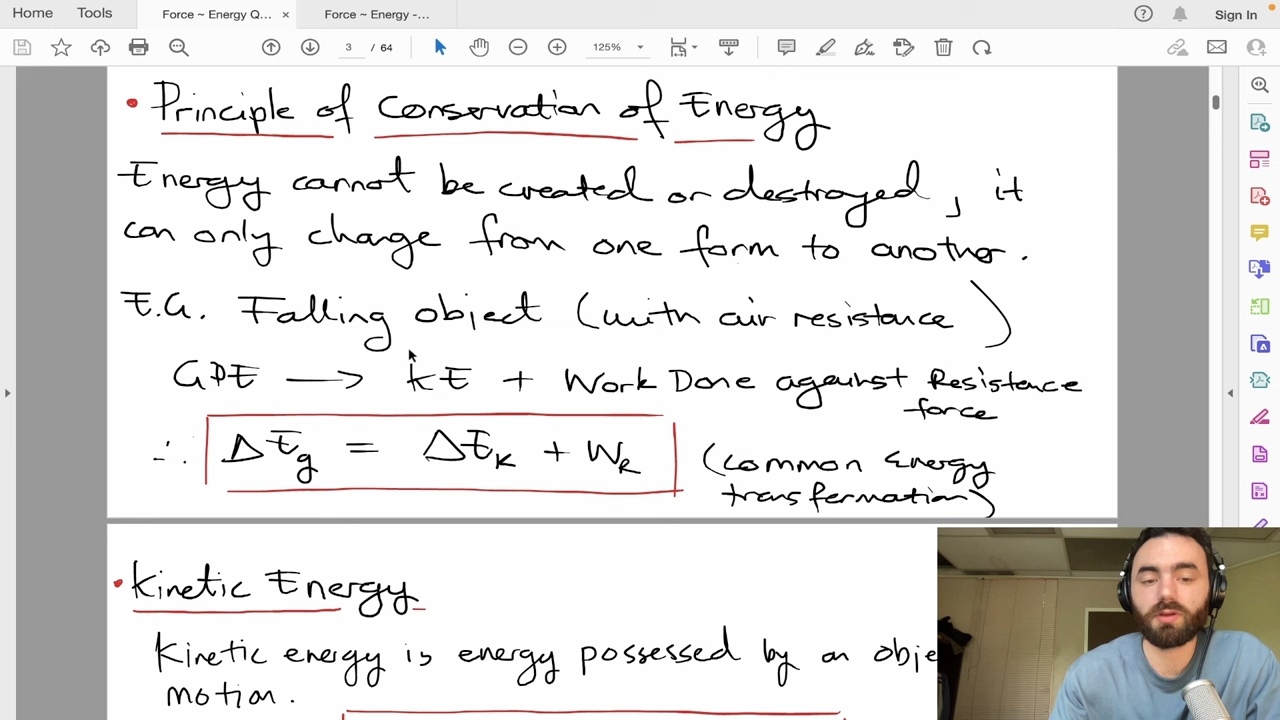 Home Tools Force ~ Energy Q... × Force ~ Energy -... Sign In
3 / 64 125%
• Principle of Conservation of Energy
Energy cannot be created or destroyed, it
can only change from one form to another.
E.G. Falling object (with air resistance)
GPE → KE + Work Done against Resistence
force
∴ ΔEg = ΔEK + WR (common Energy
transformation)
• Kinetic Energy
Kinetic energy is energy possessed by an obje
motion.